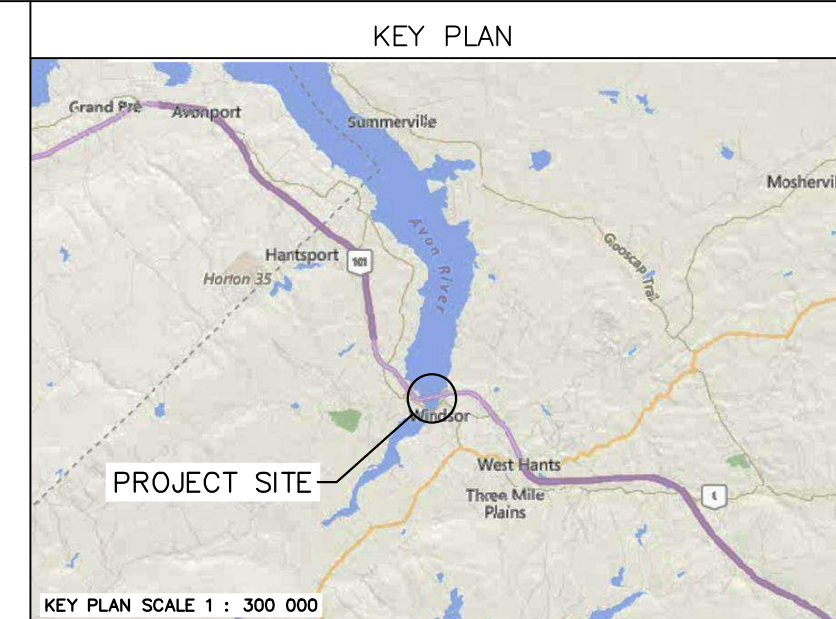 KEY PLAN
Grand Pré
Avonport
Summerville
Moshervil
Avon River
Glooscap Trail
Hantsport
101
Horton 35
Windsor
PROJECT SITE
West Hants
Three Mile
Plains
1
KEY PLAN SCALE 1 : 300 000